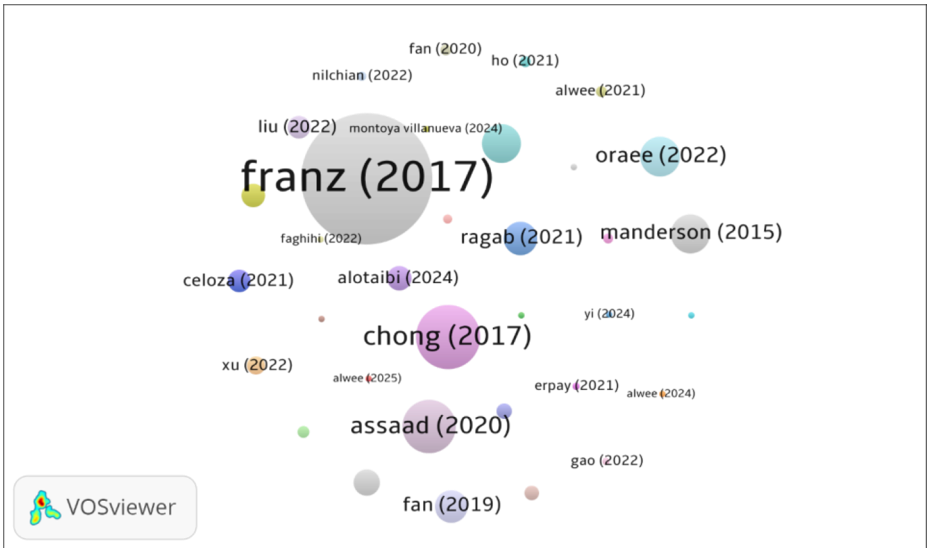 fan (2020)
ho (2021)
nilchian (2022)
alwee (2021)
liu (2022)
montoya villanueva (2024)
oraee (2022)
franz (2017)
manderson (2015)
ragab (2021)
faghihi (2022)
alotaibi (2024)
celoza (2021)
yi (2024)
chong (2017)
xu (2022)
alwee (2025)
erpay (2021)
alwee (2024)
assaad (2020)
gao (2022)
fan (2019)
VOSviewer